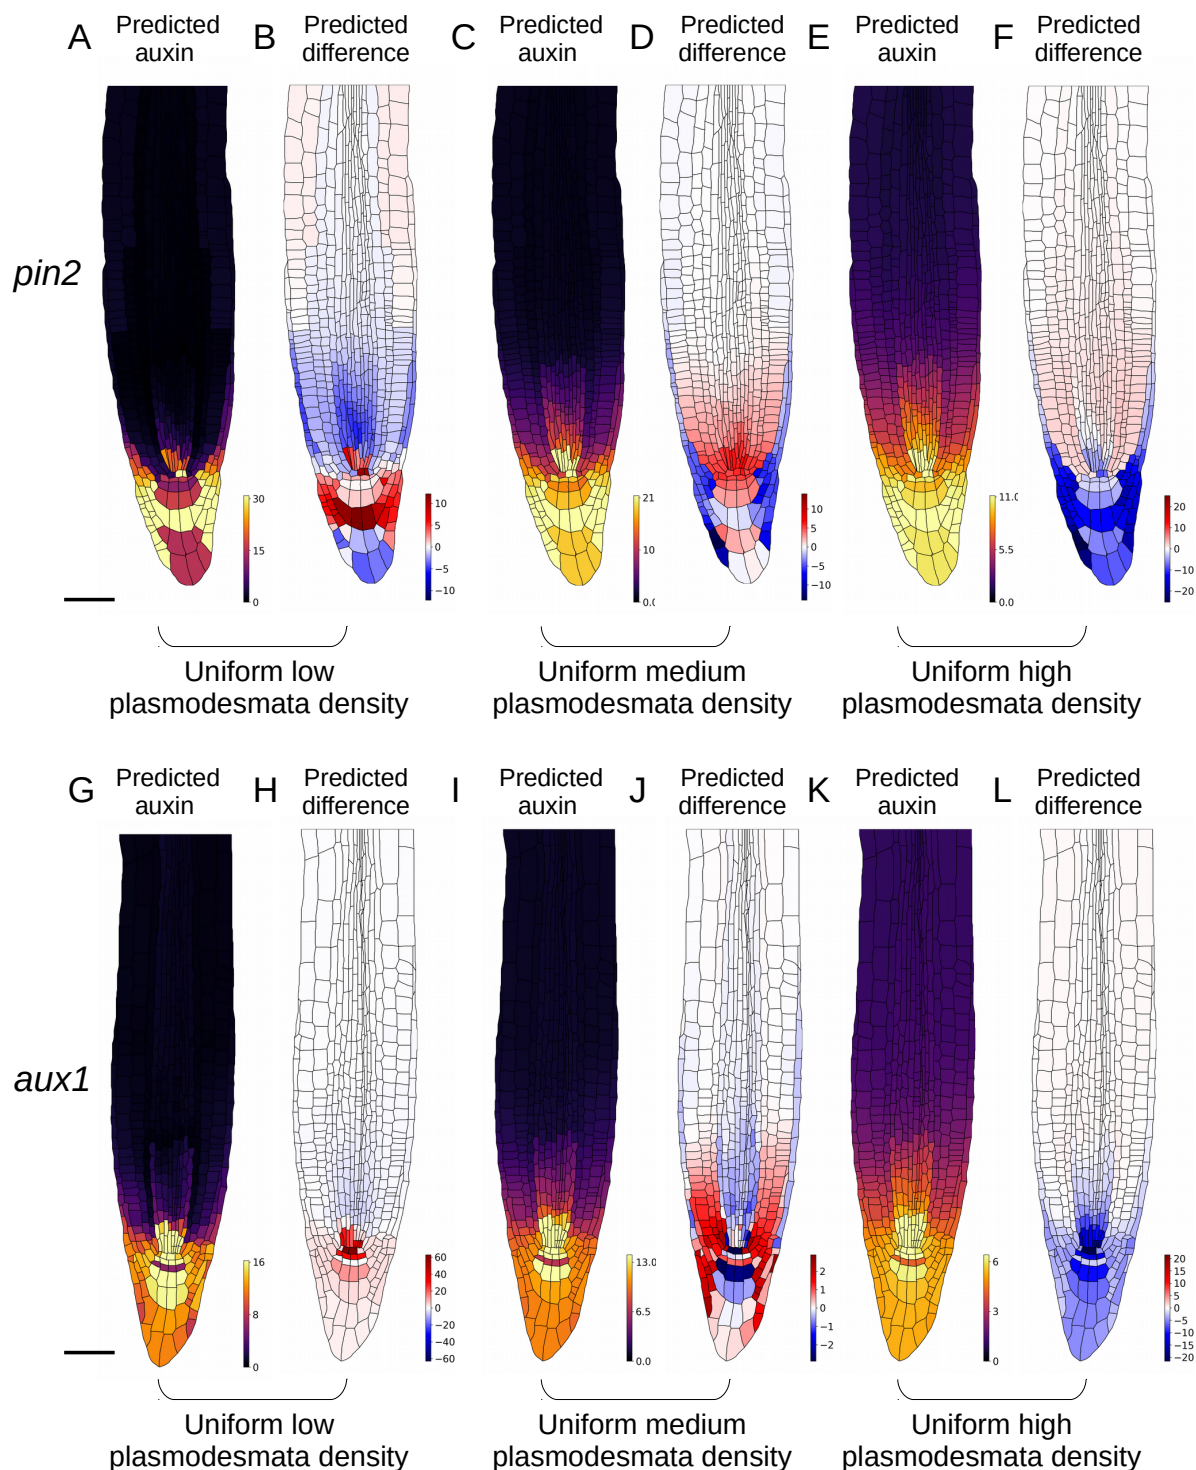 A Predicted auxin
B Predicted difference
C Predicted auxin
D Predicted difference
E Predicted auxin
F Predicted difference
pin2
30
15
0
10
5
0
−5
−10
21
10
0.0
10
5
0
−5
−10
11.0
5.5
0.0
20
10
0
−10
−20
Uniform low
plasmodesmata density
Uniform medium
plasmodesmata density
Uniform high
plasmodesmata density
G Predicted auxin
H Predicted difference
I Predicted auxin
J Predicted difference
K Predicted auxin
L Predicted difference
aux1
16
8
0
60
40
20
0
−20
−40
−60
13.0
6.5
0.0
2
1
0
−1
−2
6
3
0
20
15
10
5
0
−5
−10
−15
−20
Uniform low
plasmodesmata density
Uniform medium
plasmodesmata density
Uniform high
plasmodesmata density